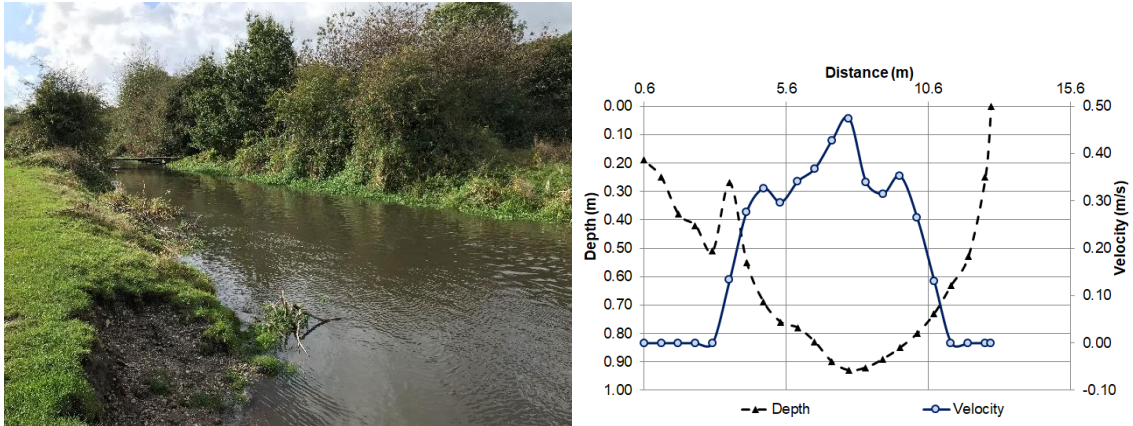 Distance (m)
0.6 5.6 10.6 15.6
0.00 0.50
0.10
0.20 0.40
0.30 0.30
0.40
0.50 0.20
0.60
0.70 0.10
0.80 0.00
0.90
1.00 -0.10
Depth (m)
Velocity (m/s)
Depth Velocity